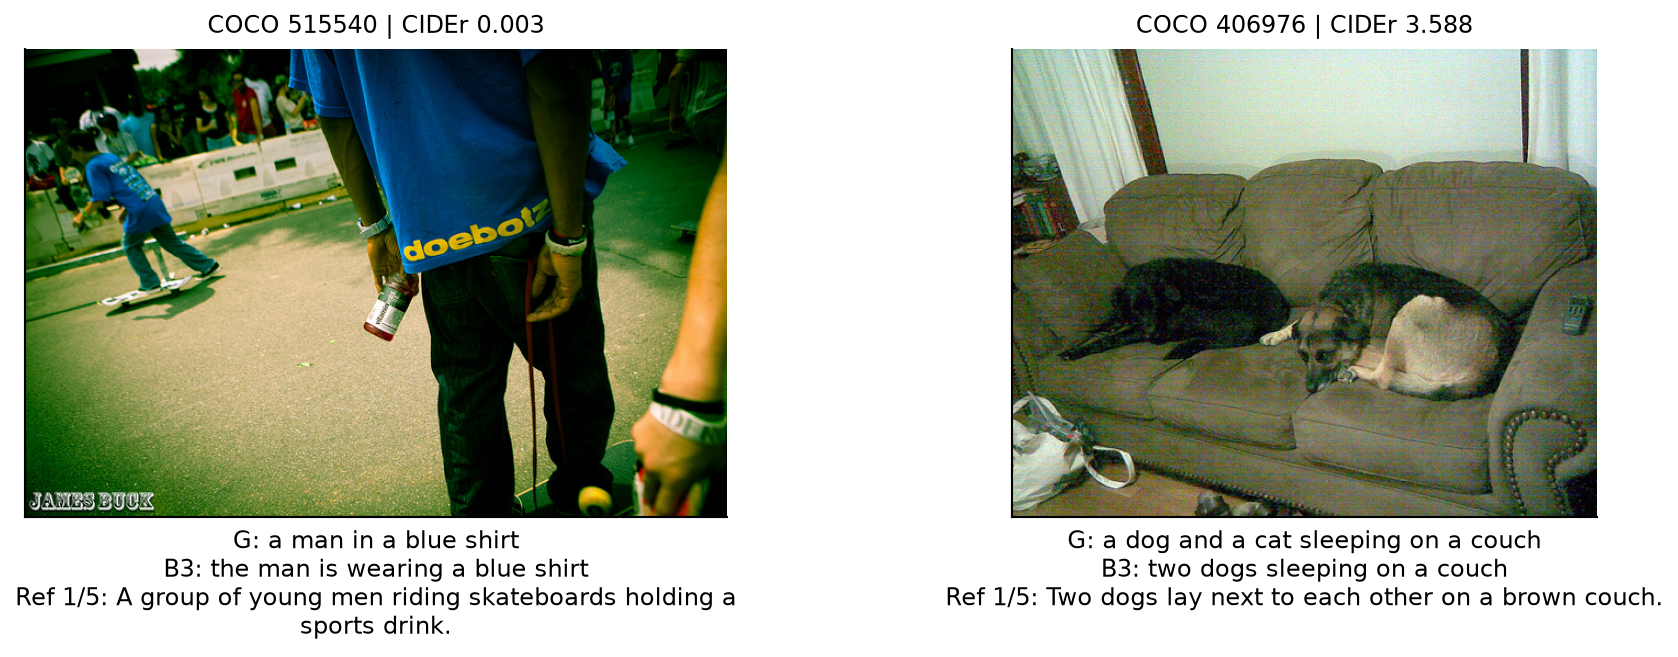 COCO 515540 | CIDEr 0.003
doebotz
JAMES BUCK
G: a man in a blue shirt
B3: the man is wearing a blue shirt
Ref 1/5: A group of young men riding skateboards holding a
sports drink.
COCO 406976 | CIDEr 3.588
G: a dog and a cat sleeping on a couch
B3: two dogs sleeping on a couch
Ref 1/5: Two dogs lay next to each other on a brown couch.